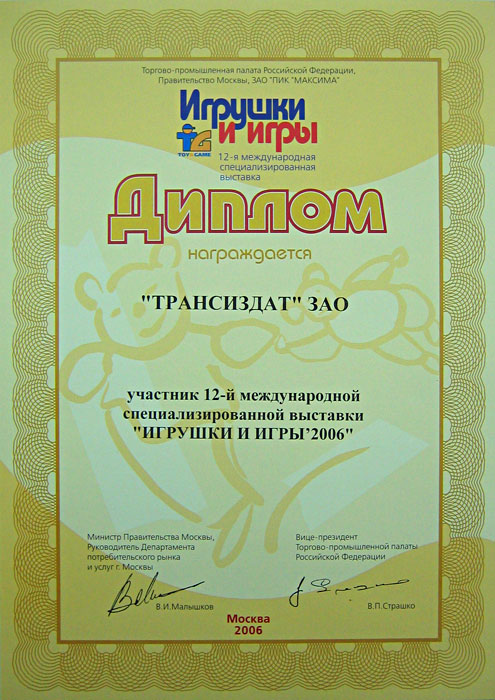 Торгово-промышленная палата Российской Федерации,
Правительство Москвы, ЗАО "ПИК "МАКСИМА"
Игрушки
и игры
TG
TOY & GAME
12-я международная
специализированная
выставка
Диплом
награждается
"ТРАНСИЗДАТ" ЗАО
участник 12-й международной
специализированной выставки
"ИГРУШКИ И ИГРЫ'2006"
Министр Правительства Москвы,
Руководитель Департамента
потребительского рынка
и услуг г. Москвы
В.И.Малышков
Вице-президент
Торгово-промышленной палаты
Российской Федерации
В.П.Страшко
Москва
2006